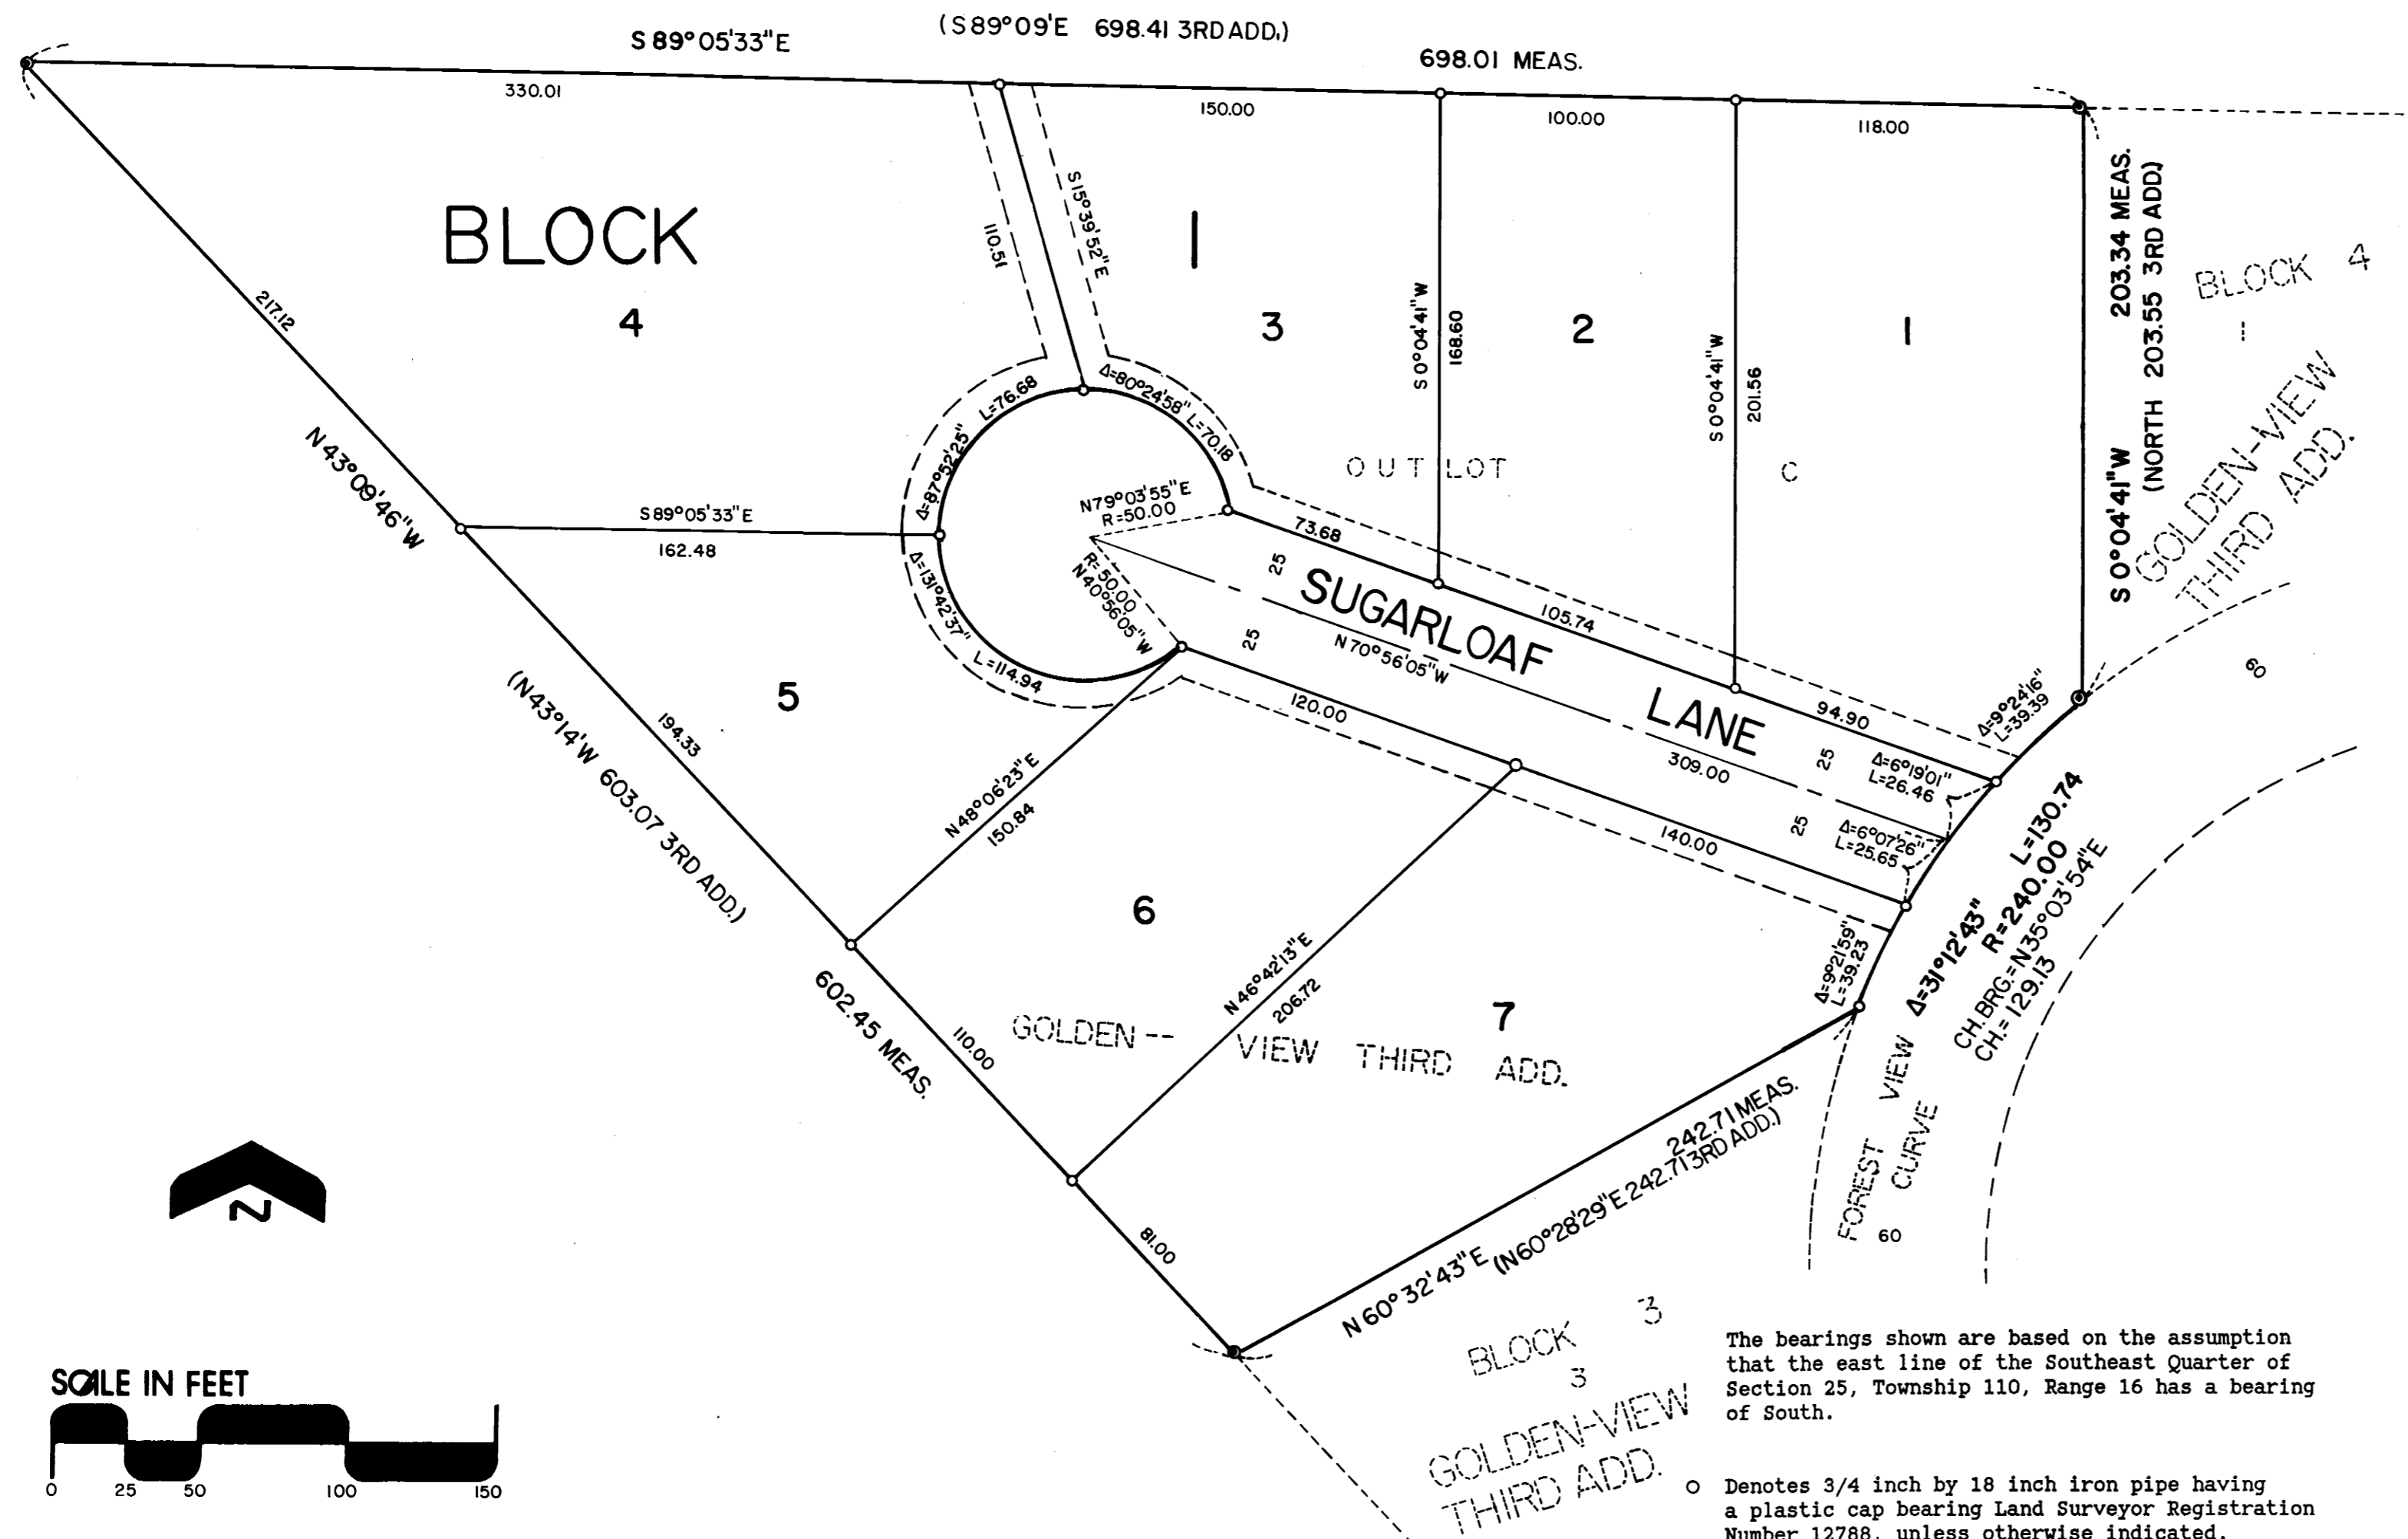 (S89°09'E 698.41 3RD ADD.)
S 89°05'33"E
698.01 MEAS.
330.01
150.00
100.00
118.00
BLOCK
1
4
217.12
110.51
S15°39'52"E
3
S 0°04'41"W
168.60
2
S 0°04'41"W
201.56
1
S 0°04'41"W
203.34 MEAS.
(NORTH 203.55 3RD ADD)
BLOCK 4
1
GOLDEN-VIEW
THIRD ADD.
N 43°09'46"W
S89°05'33"E
162.48
Δ=87°52'25"
L=76.68
Δ=80°24'58"
L=70.18
OUTLOT C
N79°03'55"E
R=50.00
R=50.00
N 40°56'05"W
Δ=131°42'37"
L=114.94
73.68
25
SUGARLOAF LANE
105.74
N 70°56'05"W
25
94.90
309.00
25
25
120.00
140.00
Δ=9°24'16"
L=39.39
Δ=6°19'01"
L=26.46
Δ=6°07'26"
L=25.65
Δ=9°21'59"
L=39.23
60
Δ=31°12'43"
L=130.74
R=240.00
CH. BRG.=N35°03'54"E
CH.=129.13
FOREST VIEW
CURVE
60
5
194.33
(N43°14'W 603.07 3RD ADD.)
N48°06'23"E
150.84
6
602.45 MEAS.
110.00
N 46°42'13"E
206.72
7
GOLDEN--
VIEW THIRD ADD.
81.00
242.71 MEAS.
N 60°32'43"E (N60°28'29"E 242.71 3RD ADD.)
N
BLOCK 3
3
GOLDEN-VIEW
THIRD ADD.
SCALE IN FEET
0 25 50 100 150
The bearings shown are based on the assumption
that the east line of the Southeast Quarter of
Section 25, Township 110, Range 16 has a bearing
of South.
Denotes 3/4 inch by 18 inch iron pipe having
a plastic cap bearing Land Surveyor Registration
Number 12788, unless otherwise indicated.